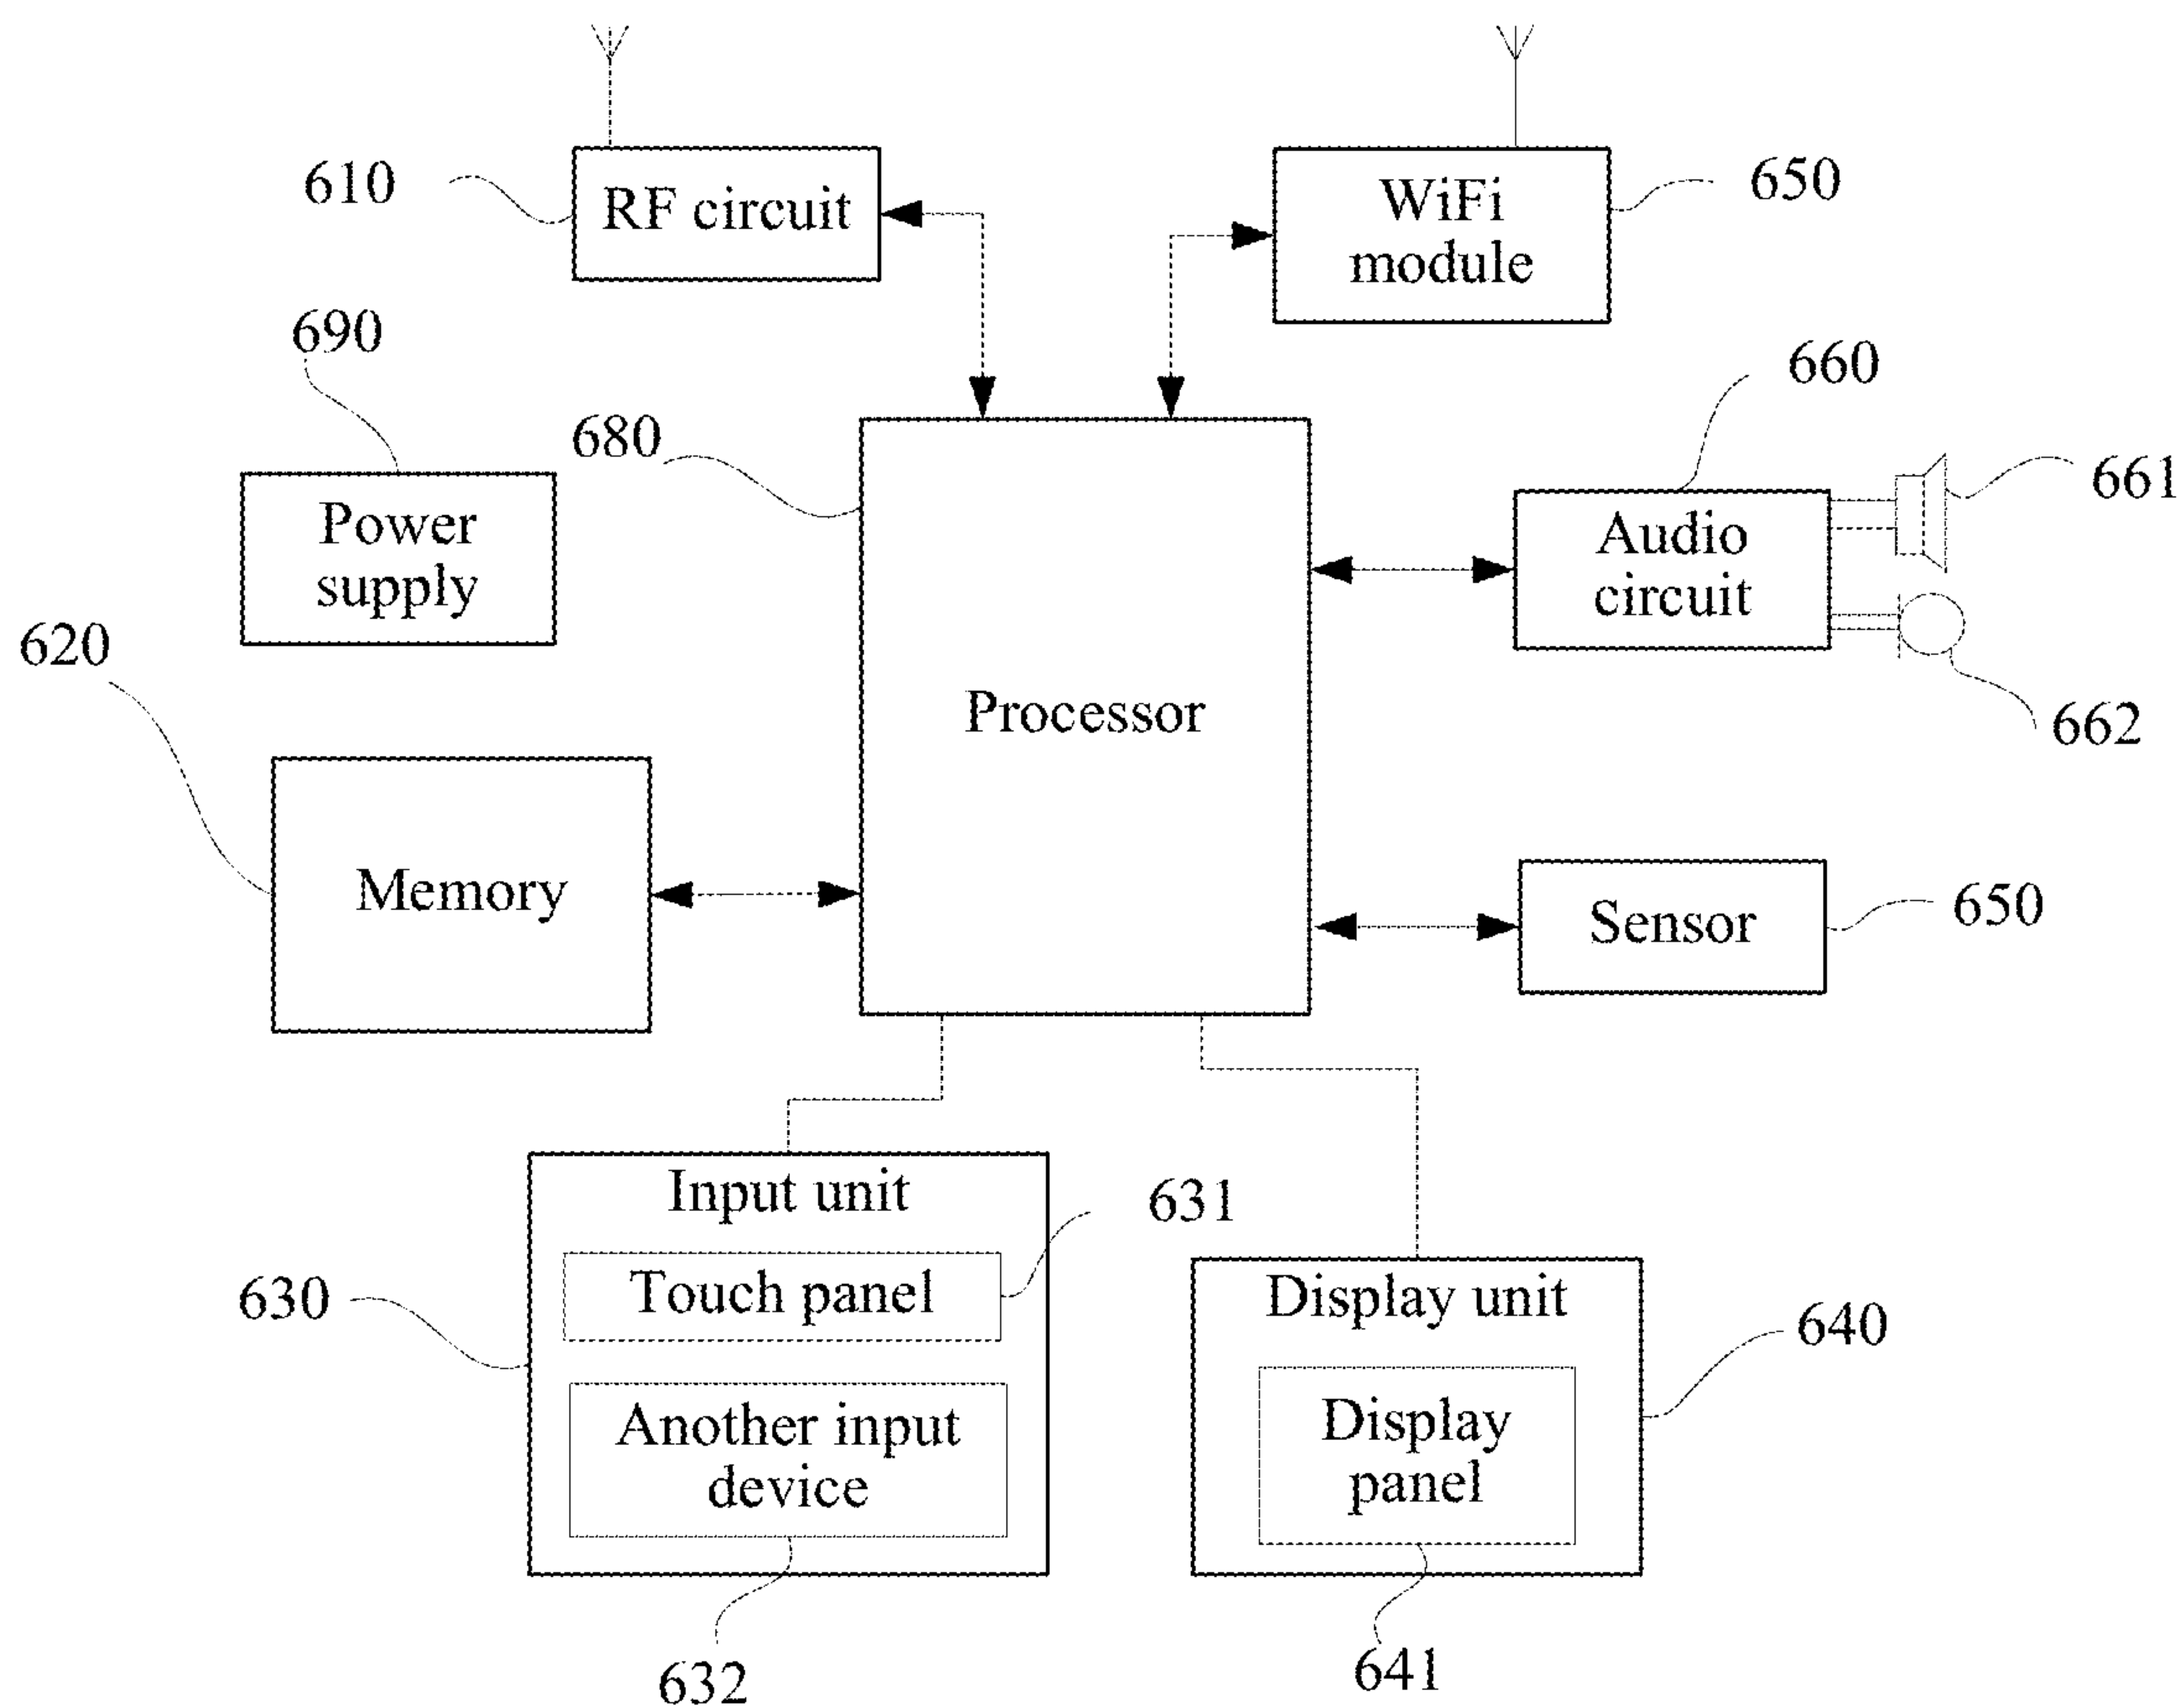 610
RF circuit
WiFi
module
650
690
660
680
661
Power
supply
Audio
circuit
620
Processor
662
Memory
Sensor
650
Input unit
631
630
Touch panel
Display unit
640
Another input
device
Display
panel
632
641